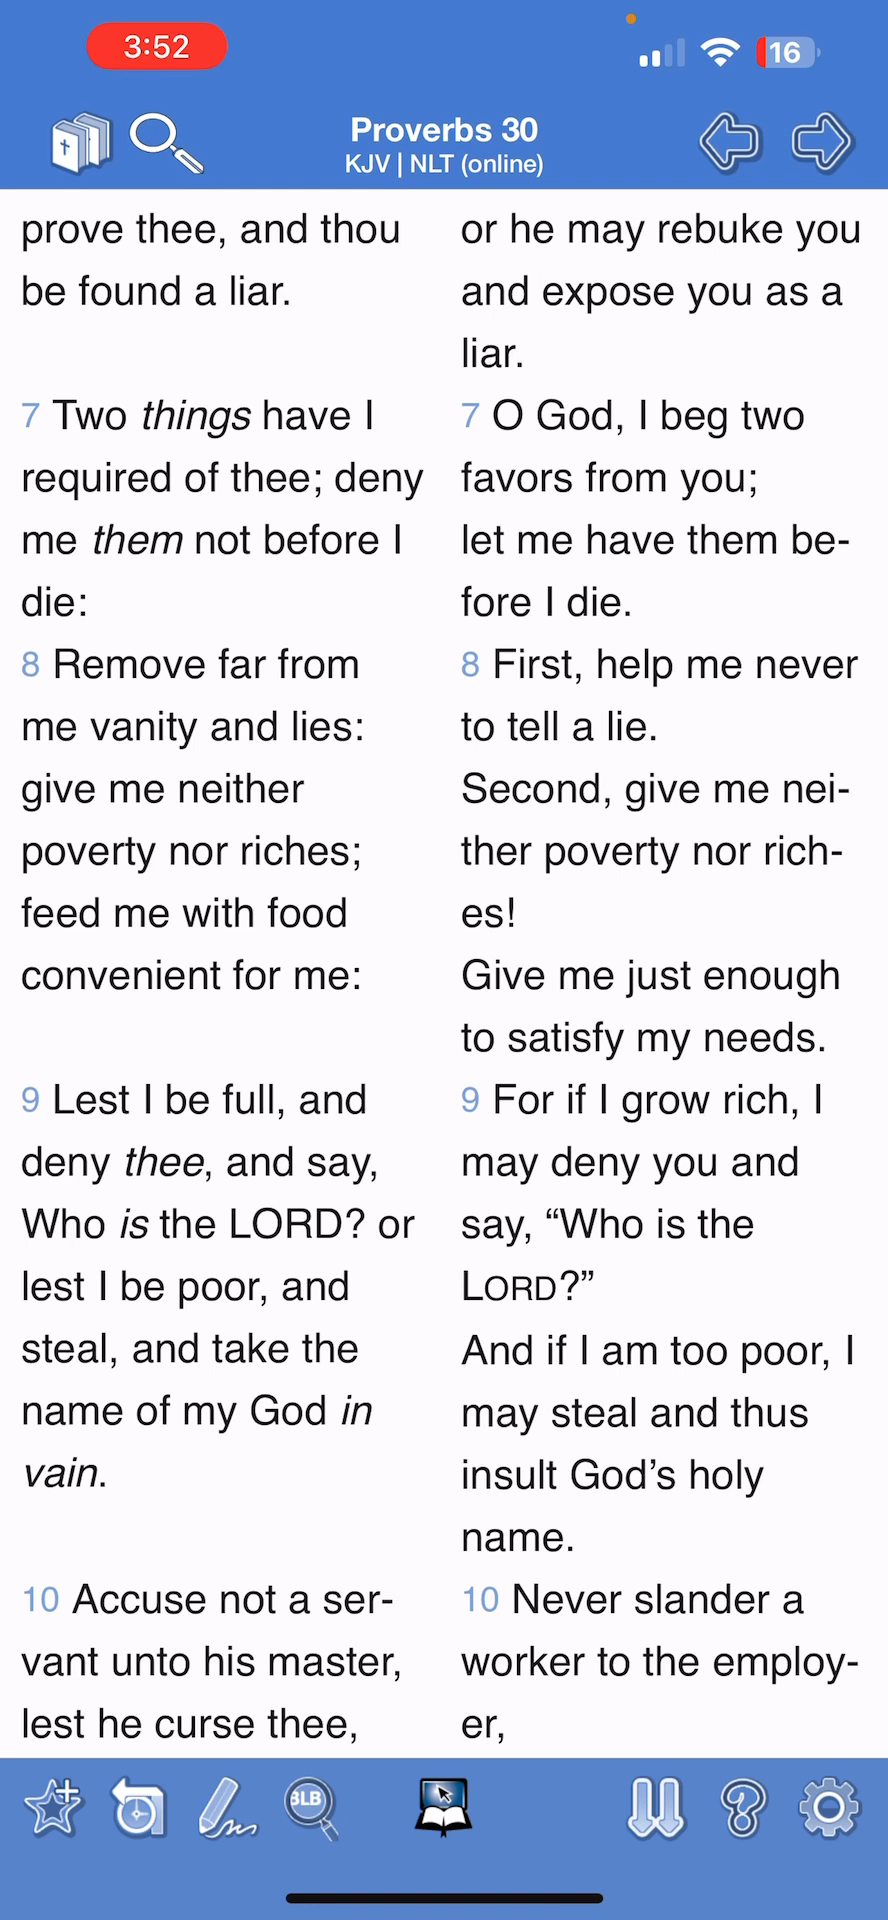 3:52
16
Proverbs 30
KJV | NLT (online)
prove thee, and thou
be found a liar.
7 Two things have I
required of thee; deny
me them not before I
die:
8 Remove far from
me vanity and lies:
give me neither
poverty nor riches;
feed me with food
convenient for me:
9 Lest I be full, and
deny thee, and say,
Who is the LORD? or
lest I be poor, and
steal, and take the
name of my God in
vain.
10 Accuse not a ser-
vant unto his master,
lest he curse thee,
or he may rebuke you
and expose you as a
liar.
7 O God, I beg two
favors from you;
let me have them be-
fore I die.
8 First, help me never
to tell a lie.
Second, give me nei-
ther poverty nor rich-
es!
Give me just enough
to satisfy my needs.
9 For if I grow rich, I
may deny you and
say, “Who is the
LORD?”
And if I am too poor, I
may steal and thus
insult God’s holy
name.
10 Never slander a
worker to the employ-
er,
BLB